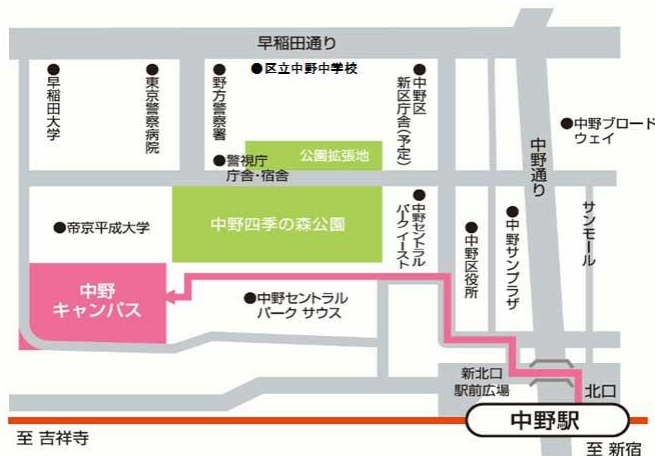 早稲田通り
早稲田大学
東京警察病院
野方警察署
区立中野中学校
中野区
新区庁舎(予定)
中野通り
中野ブロード
ウェイ
公園拡張地
警視庁
庁舎・宿舎
帝京平成大学
中野四季の森公園
中野セントラル
パーク イースト
中野区役所
中野サンプラザ
サンモール
中野
キャンパス
中野セントラル
パーク サウス
新北口
駅前広場
北口
中野駅
至 吉祥寺
至 新宿